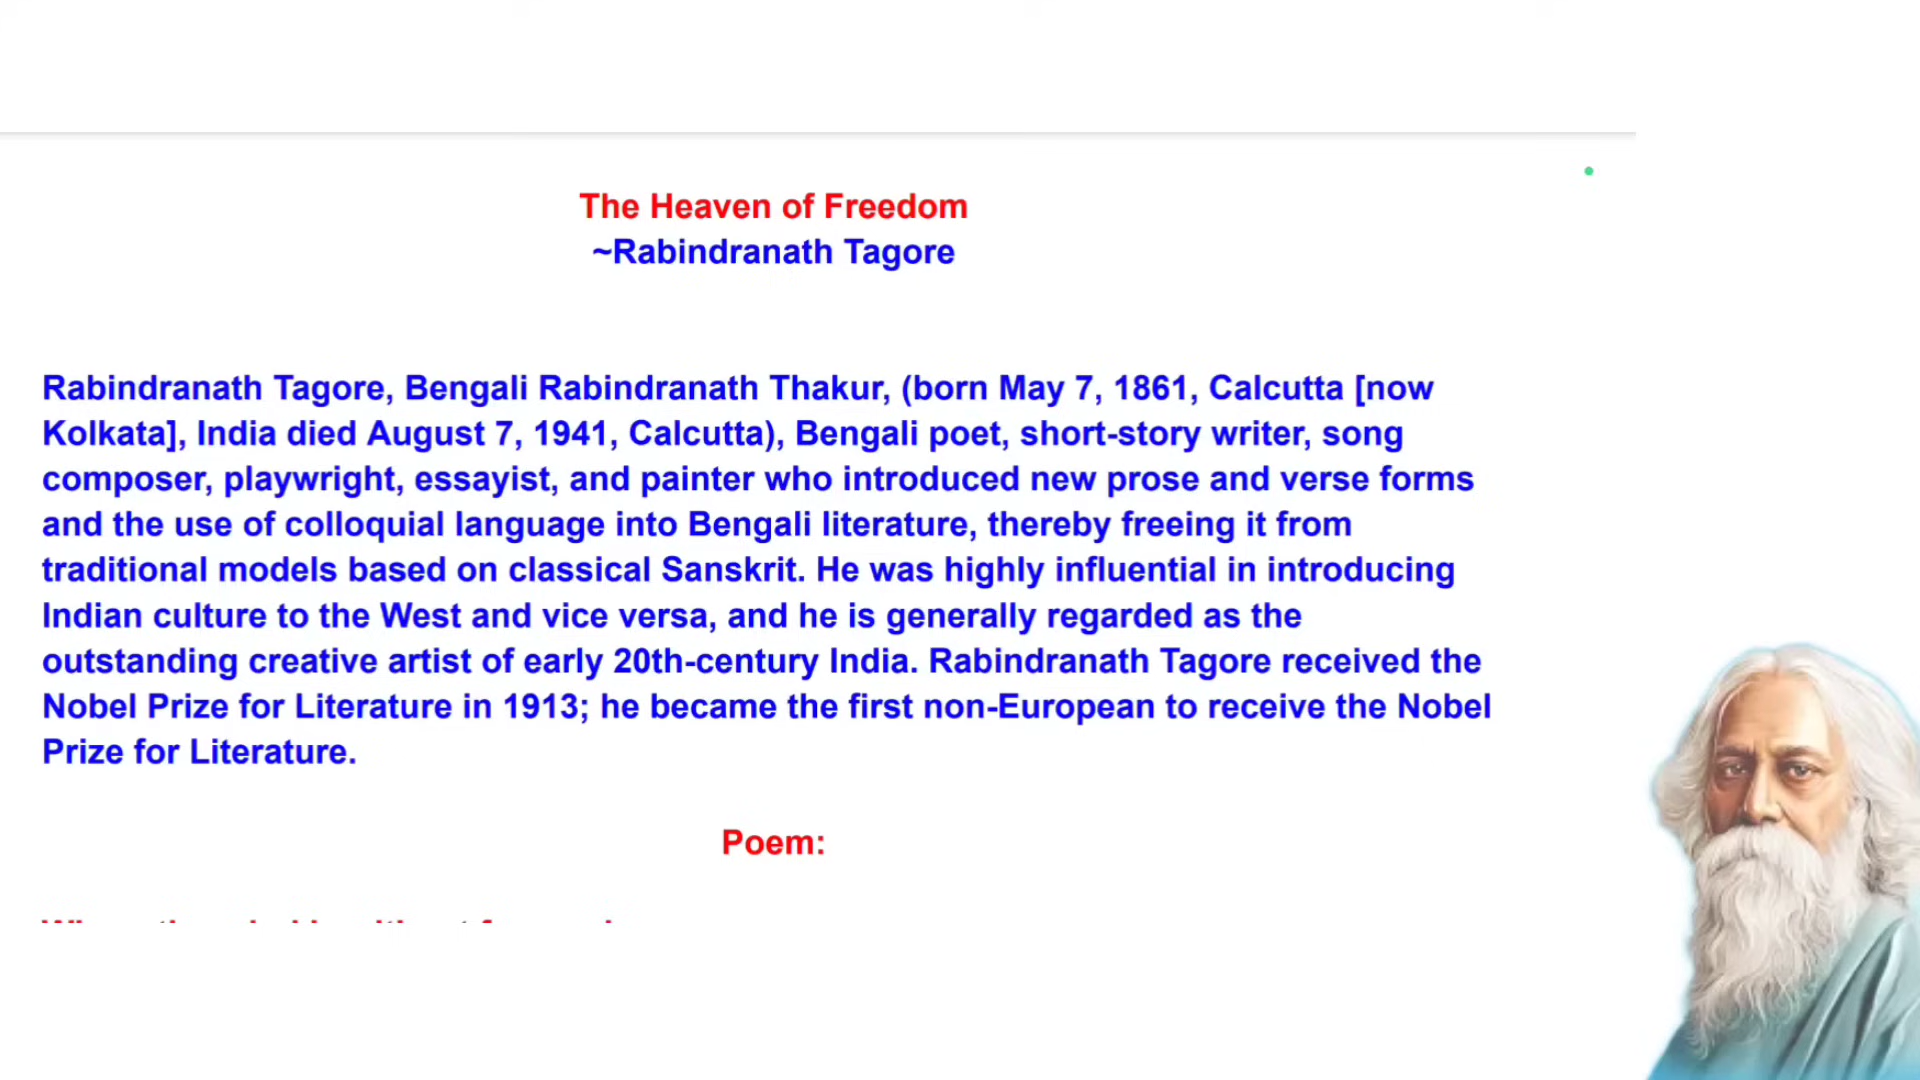 The Heaven of Freedom
~Rabindranath Tagore
Rabindranath Tagore, Bengali Rabindranath Thakur, (born May 7, 1861, Calcutta [now
Kolkata], India died August 7, 1941, Calcutta), Bengali poet, short-story writer, song
composer, playwright, essayist, and painter who introduced new prose and verse forms
and the use of colloquial language into Bengali literature, thereby freeing it from
traditional models based on classical Sanskrit. He was highly influential in introducing
Indian culture to the West and vice versa, and he is generally regarded as the
outstanding creative artist of early 20th-century India. Rabindranath Tagore received the
Nobel Prize for Literature in 1913; he became the first non-European to receive the Nobel
Prize for Literature.
Poem: